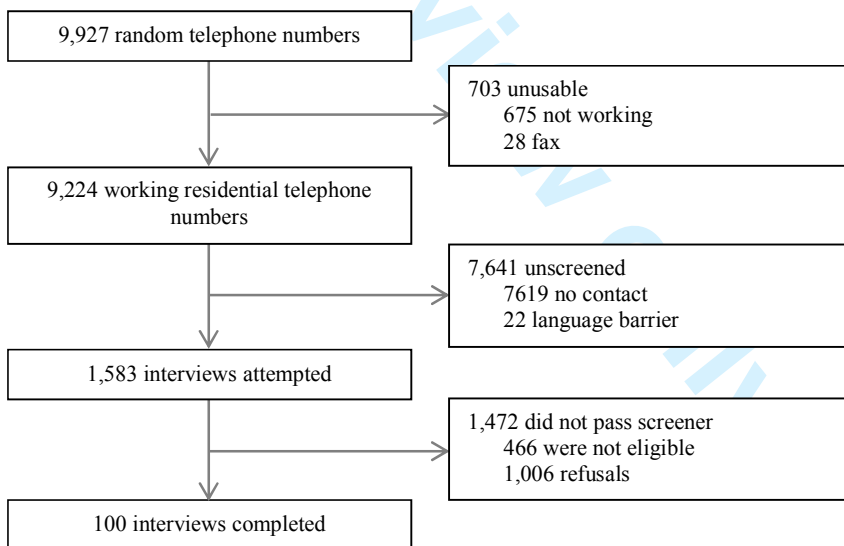 9,927 random telephone numbers
703 unusable
675 not working
28 fax
9,224 working residential telephone
numbers
7,641 unscreened
7619 no contact
22 language barrier
1,583 interviews attempted
1,472 did not pass screener
466 were not eligible
1,006 refusals
100 interviews completed